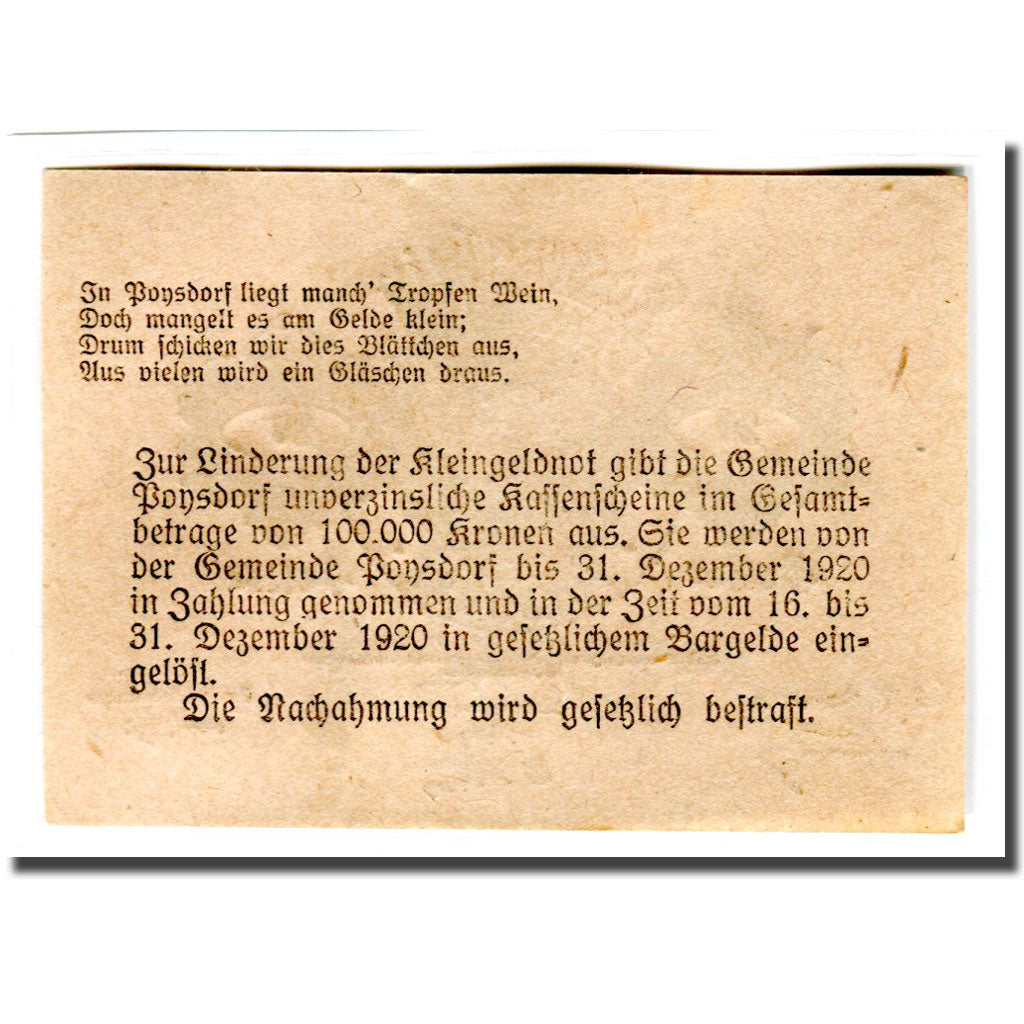 In Poysdorf liegt manch' Tropfen Wein,
Doch mangelt es am Gelde klein;
Drum schicken wir dies Blättchen aus,
Aus vielen wird ein Gläschen draus.
Zur Linderung der Kleingeldnot gibt die Gemeinde
Poysdorf unverzinsliche Kassenscheine im Gesamt-
betrage von 100.000 Kronen aus. Sie werden von
der Gemeinde Poysdorf bis 31. Dezember 1920
in Zahlung genommen und in der Zeit vom 16. bis
31. Dezember 1920 in gesetzlichem Bargelde ein-
gelöst.
Die Nachahmung wird gesetzlich bestraft.